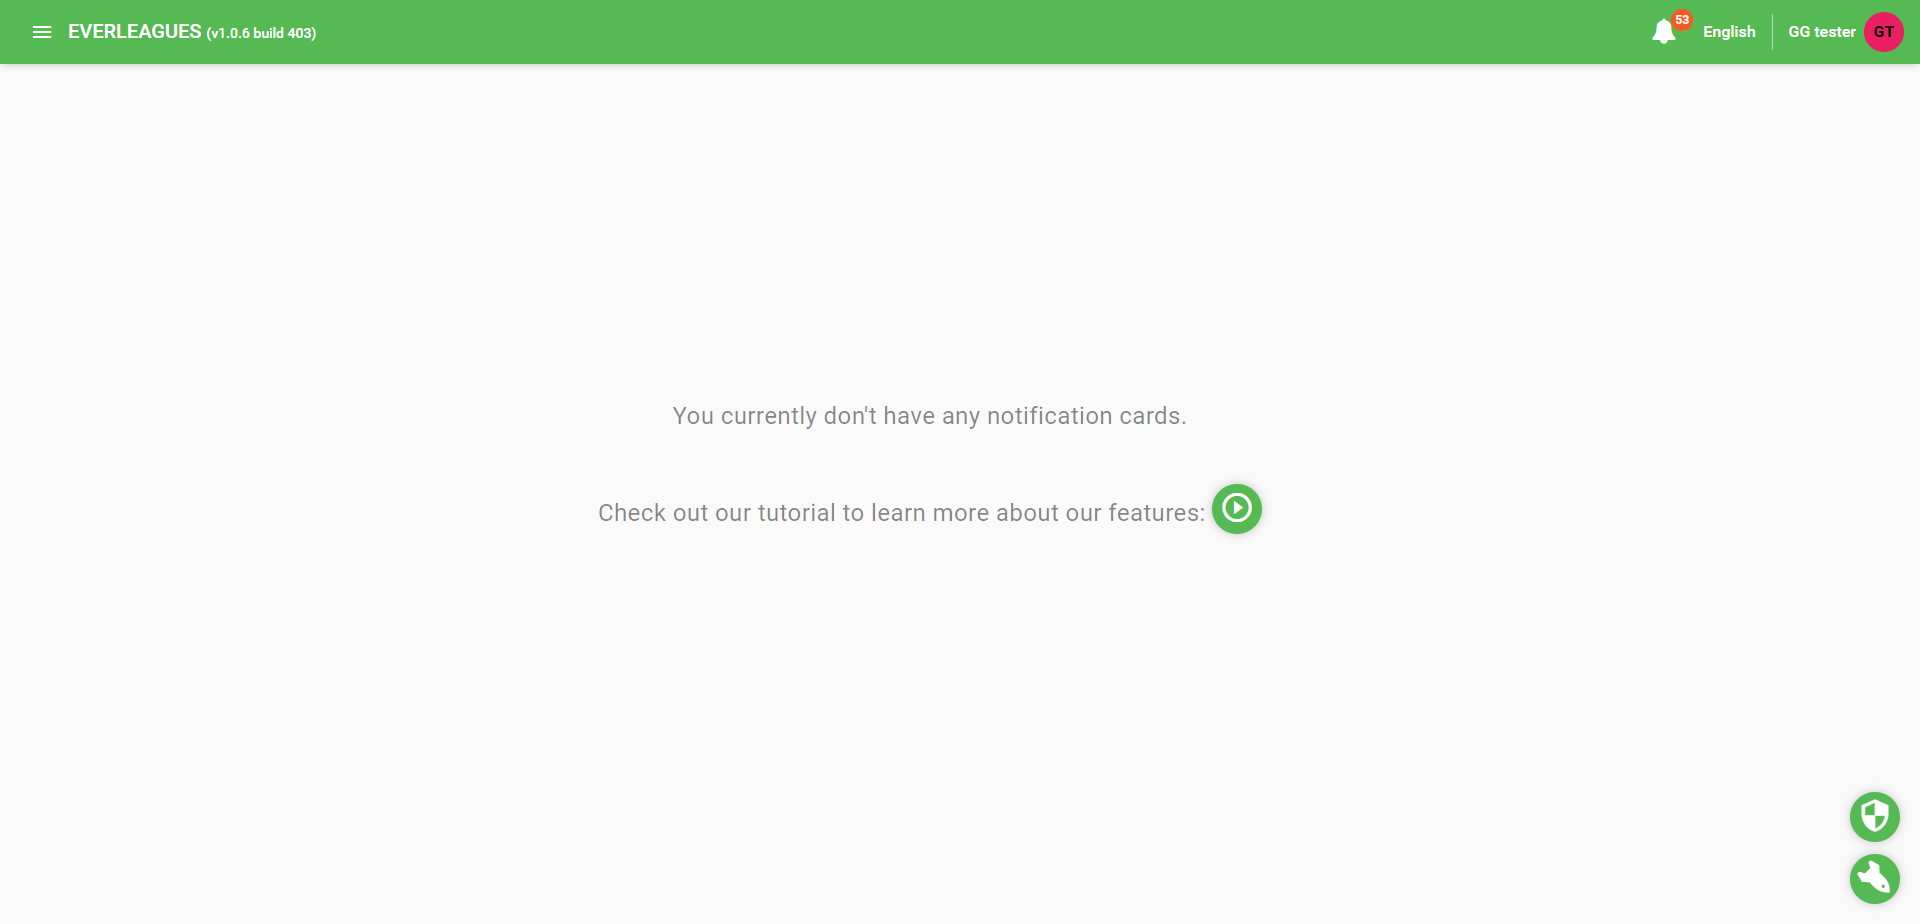 EVERLEAGUES (v1.0.6 build 403)
53
English
GG tester
GT
You currently don't have any notification cards.
Check out our tutorial to learn more about our features: